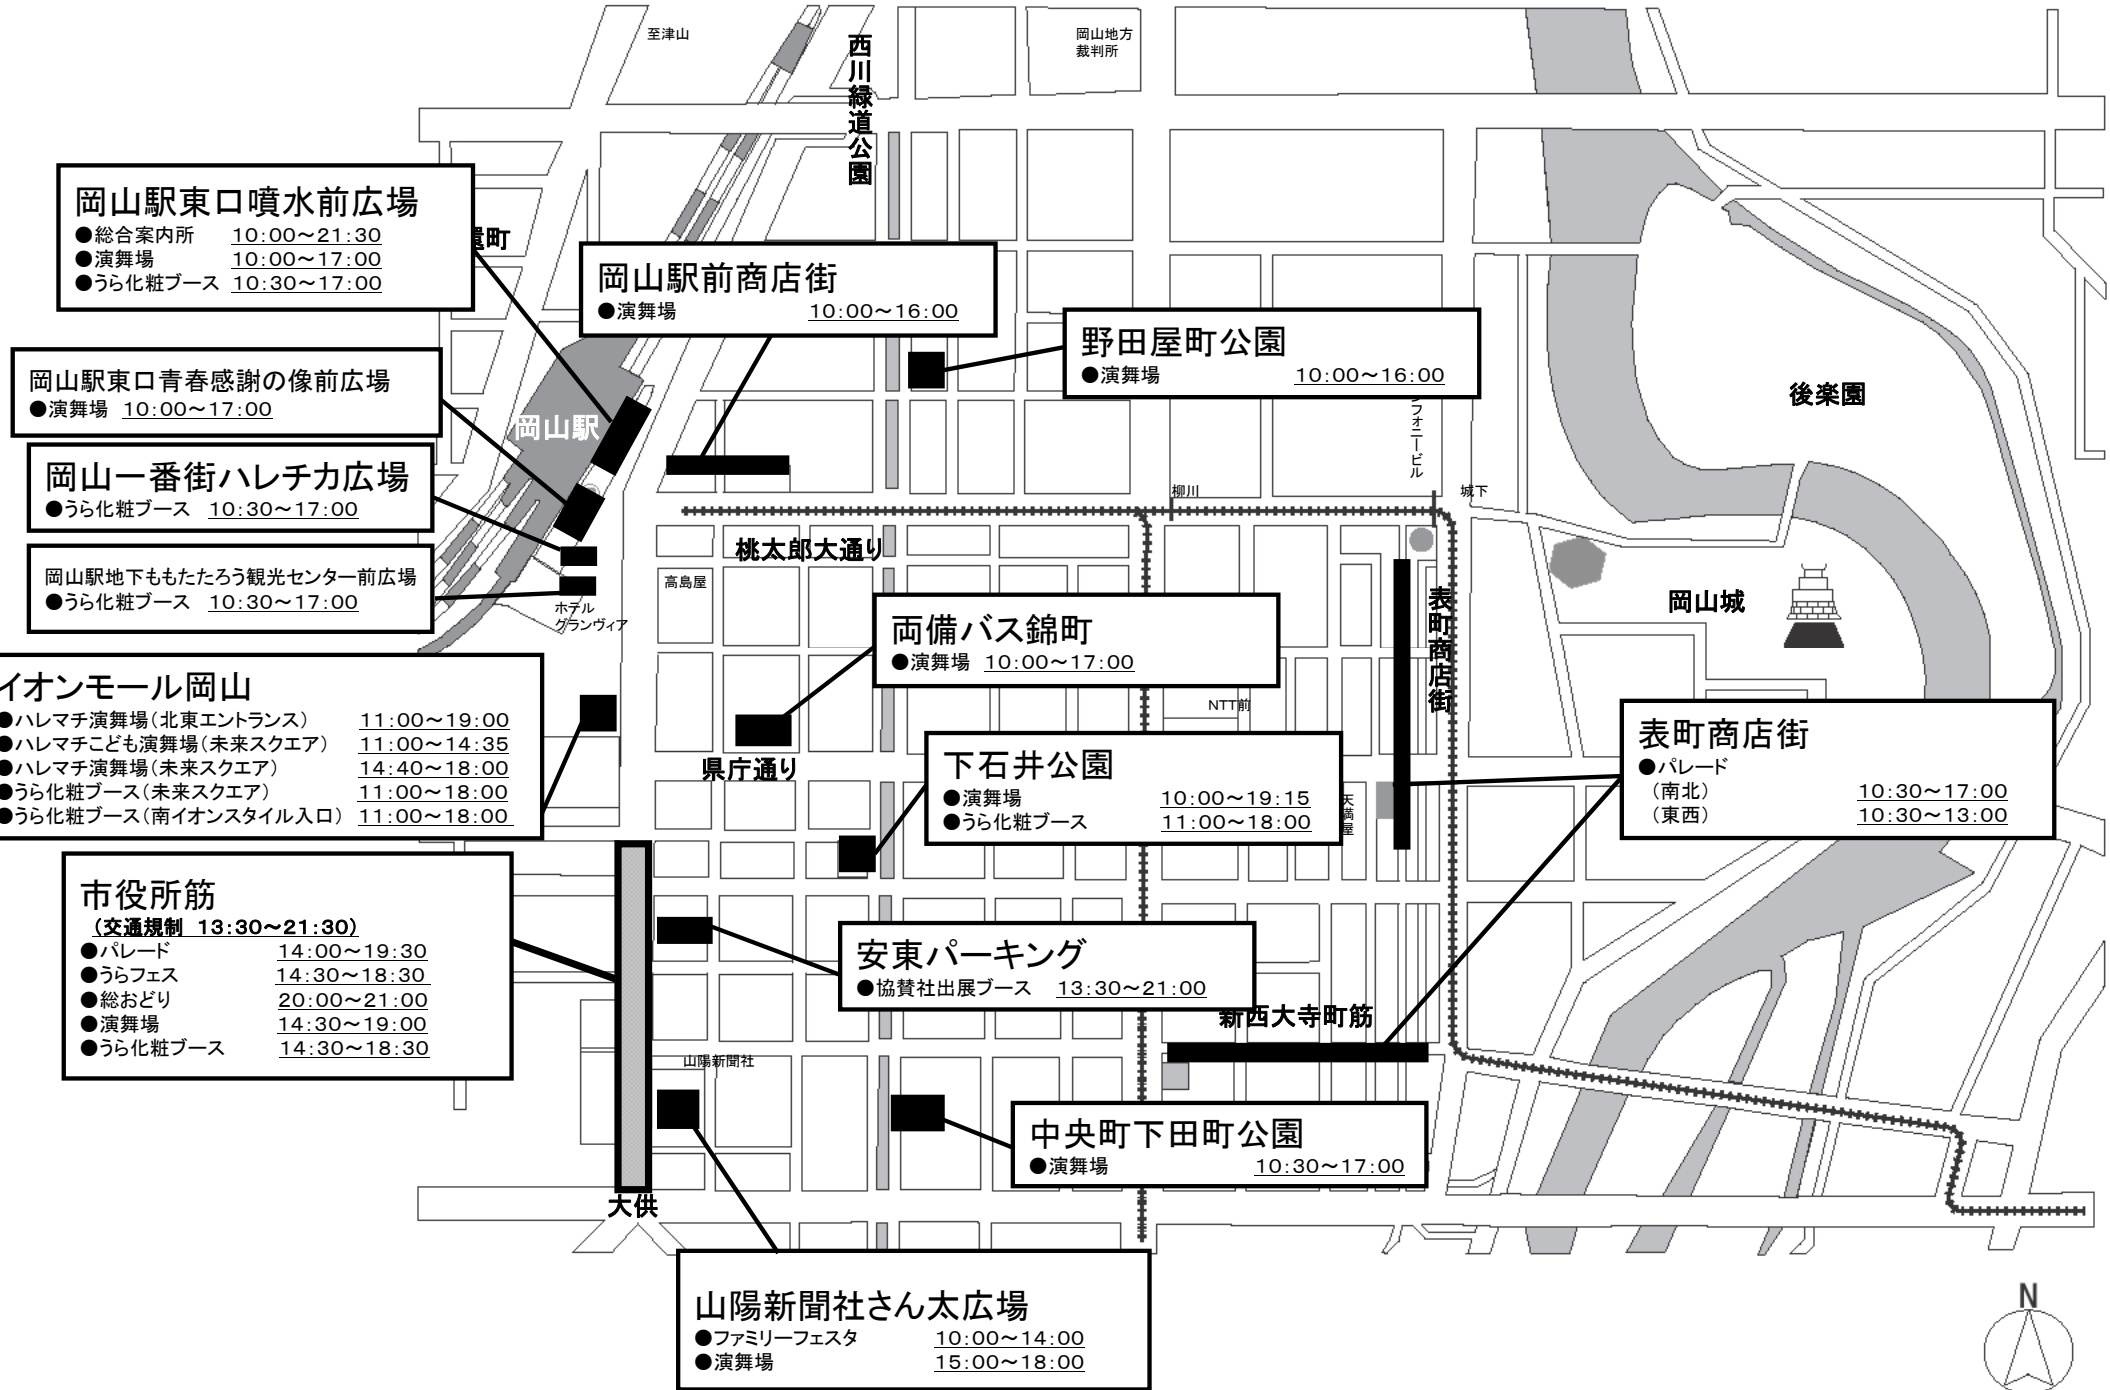 至津山
西川緑道公園
岡山地方
裁判所
岡山駅東口噴水前広場
●総合案内所 10:00～21:30
●演舞場 10:00～17:00
●うら化粧ブース 10:30～17:00
町
岡山駅前商店街
●演舞場 10:00～16:00
野田屋町公園
●演舞場 10:00～16:00
フォニービル
後楽園
岡山駅東口青春感謝の像前広場
●演舞場 10:00～17:00
岡山駅
岡山一番街ハレチカ広場
●うら化粧ブース 10:30～17:00
柳川
城下
桃太郎大通り
岡山駅地下ももたたろう観光センター前広場
●うら化粧ブース 10:30～17:00
高島屋
ホテル
グランヴィア
表町商店街
岡山城
両備バス錦町
●演舞場 10:00～17:00
イオンモール岡山
●ハレマチ演舞場（北東エントランス） 11:00～19:00
●ハレマチこども演舞場（未来スクエア） 11:00～14:35
●ハレマチ演舞場（未来スクエア） 14:40～18:00
●うら化粧ブース（未来スクエア） 11:00～18:00
●うら化粧ブース（南イオンスタイル入口） 11:00～18:00
NTT前
県庁通り
下石井公園
●演舞場 10:00～19:15
●うら化粧ブース 11:00～18:00
天満屋
表町商店街
●パレード
（南北） 10:30～17:00
（東西） 10:30～13:00
市役所筋
（交通規制 13:30～21:30）
●パレード 14:00～19:30
●うらフェス 14:30～18:30
●総おどり 20:00～21:00
●演舞場 14:30～19:00
●うら化粧ブース 14:30～18:30
安東パーキング
●協賛社出展ブース 13:30～21:00
新西大寺町筋
山陽新聞社
中央町下田町公園
●演舞場 10:30～17:00
大供
山陽新聞社さん太広場
●ファミリーフェスタ 10:00～14:00
●演舞場 15:00～18:00
N